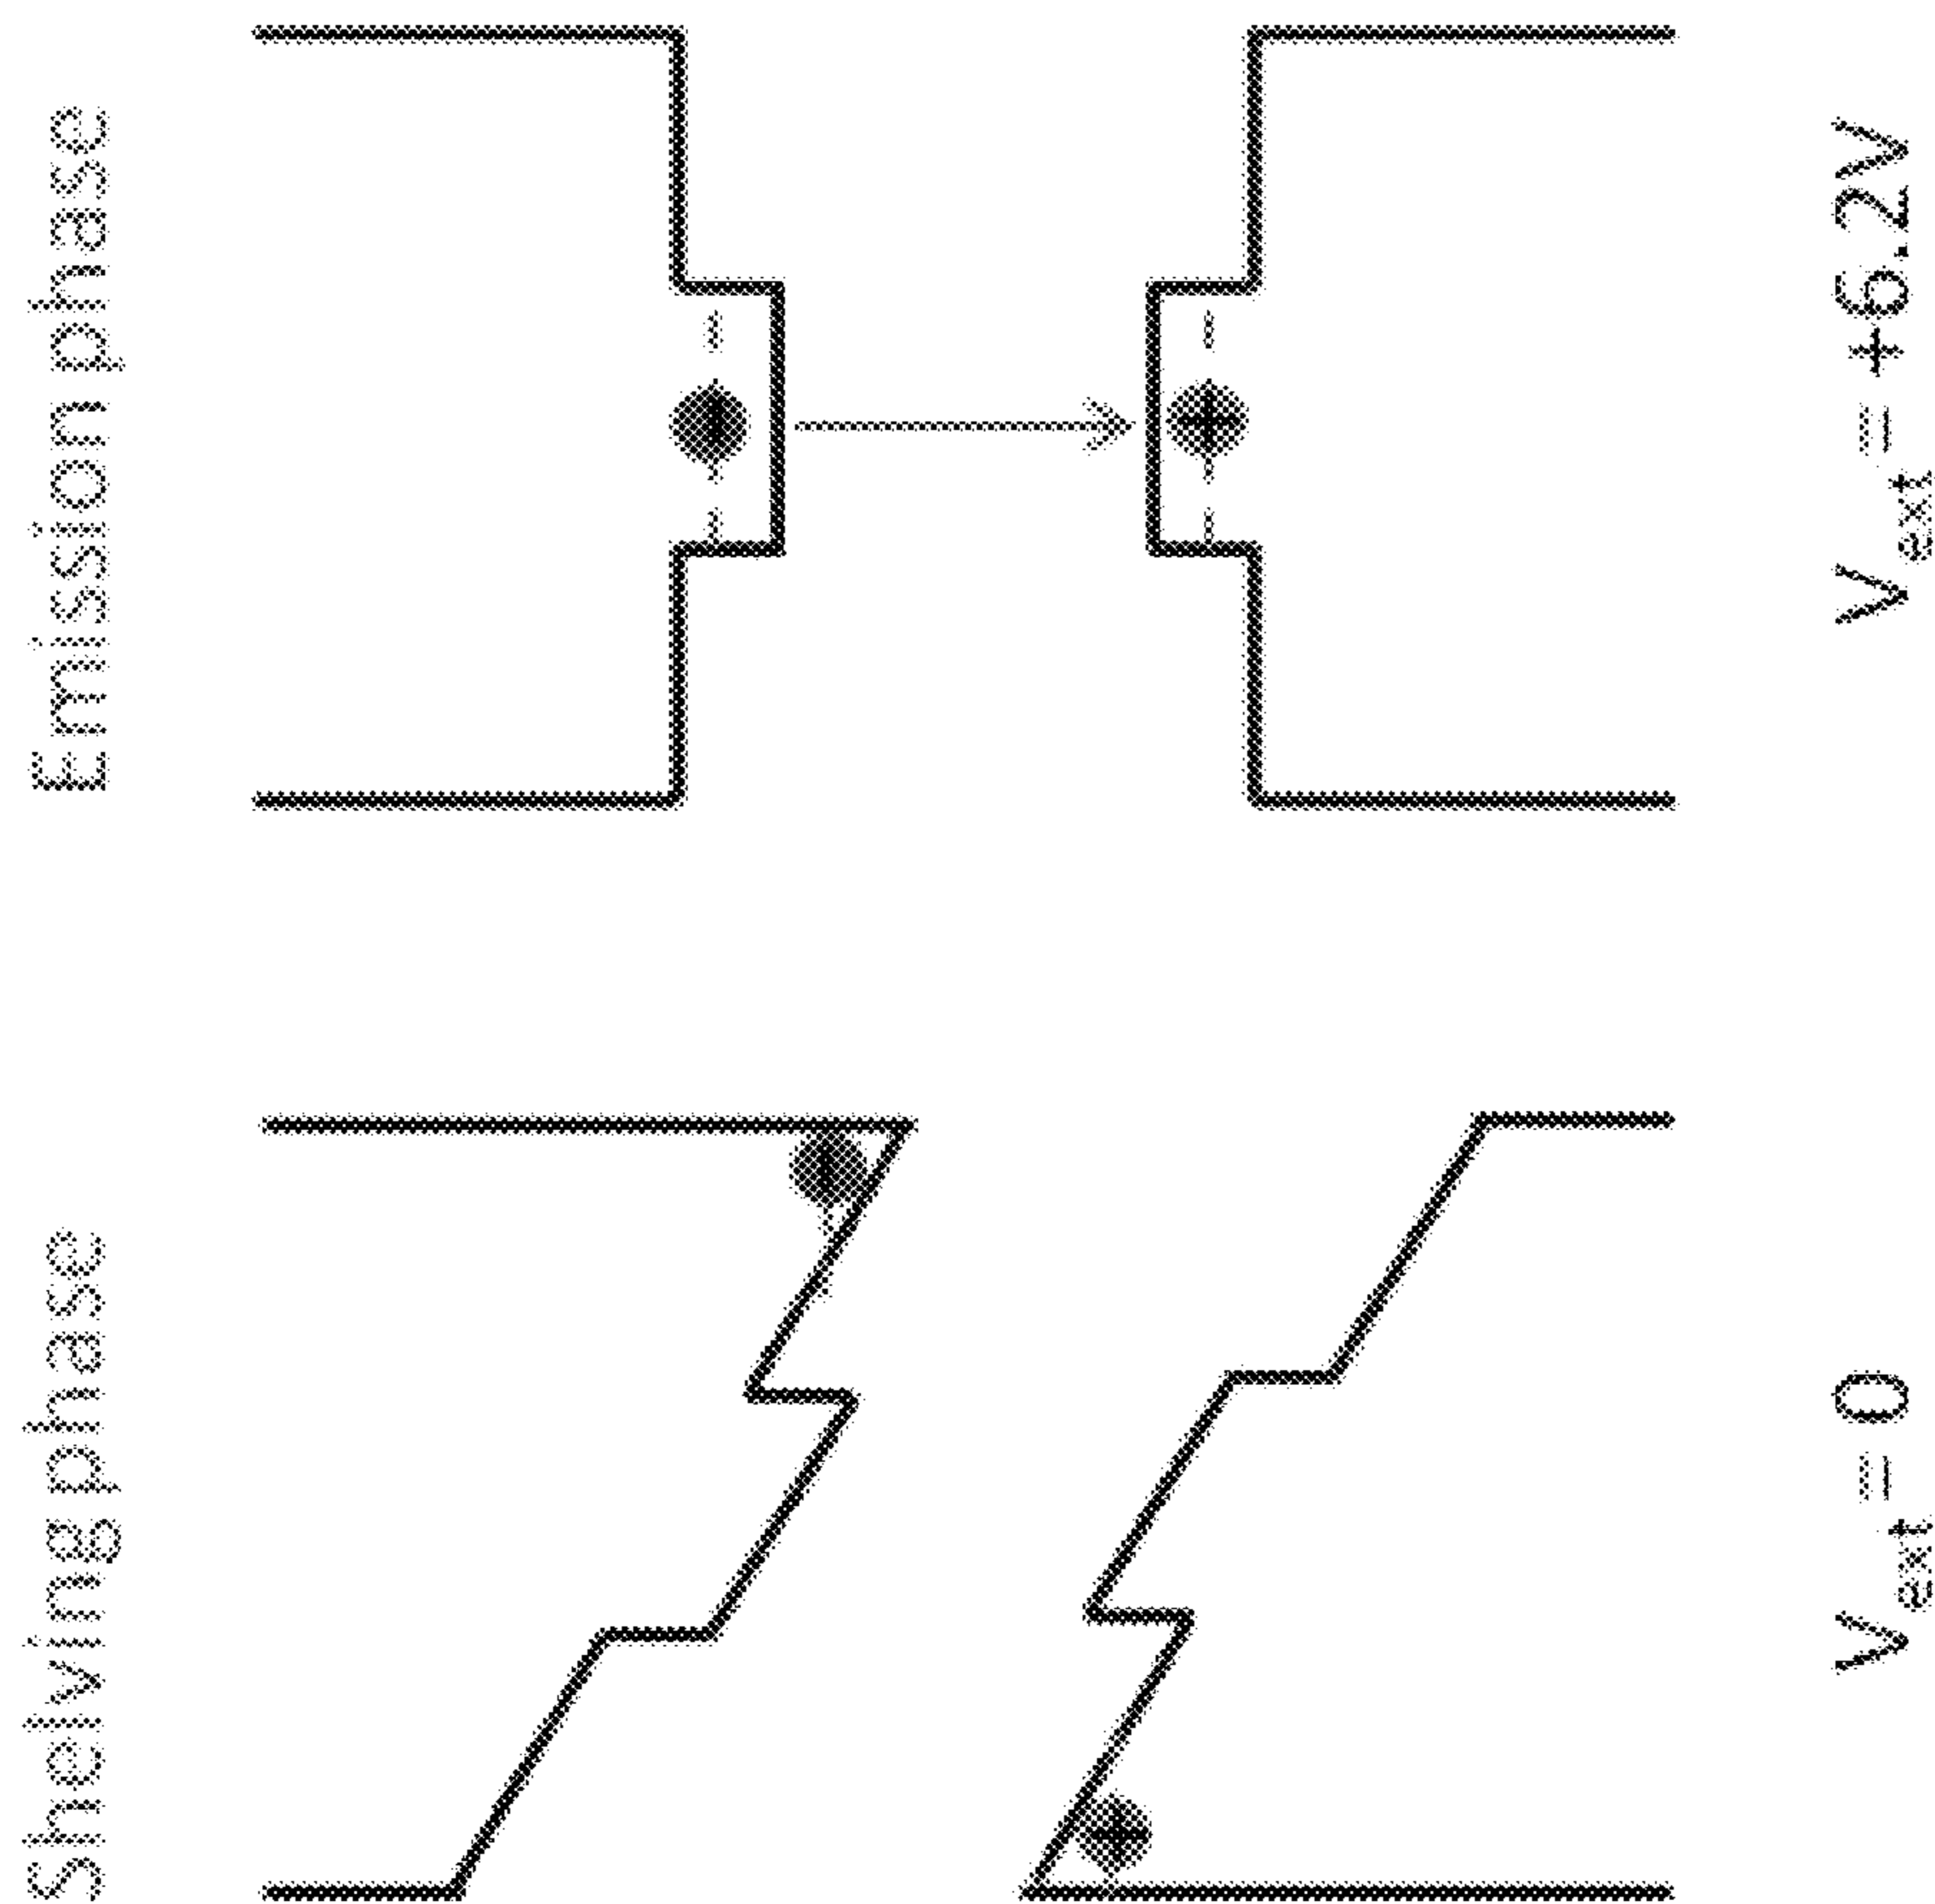 Shelving phase
Emission phase
-
-
+
+
V_ext = 0
V_ext = +6.2V